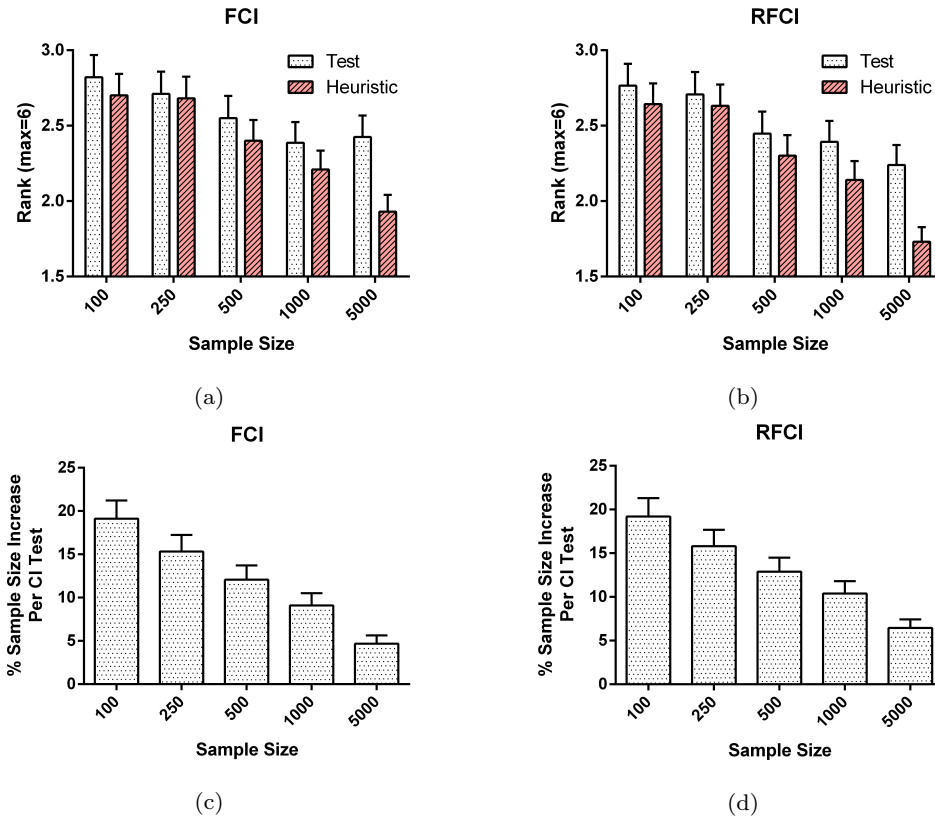 FCI
Rank (max=6)
3.0
2.5
2.0
1.5
Test
Heuristic
100
250
500
1000
5000
Sample Size
(a)
RFCI
Rank (max=6)
3.0
2.5
2.0
1.5
Test
Heuristic
100
250
500
1000
5000
Sample Size
(b)
FCI
% Sample Size Increase
Per CI Test
25
20
15
10
5
0
100
250
500
1000
5000
Sample Size
(c)
RFCI
% Sample Size Increase
Per CI Test
25
20
15
10
5
0
100
250
500
1000
5000
Sample Size
(d)